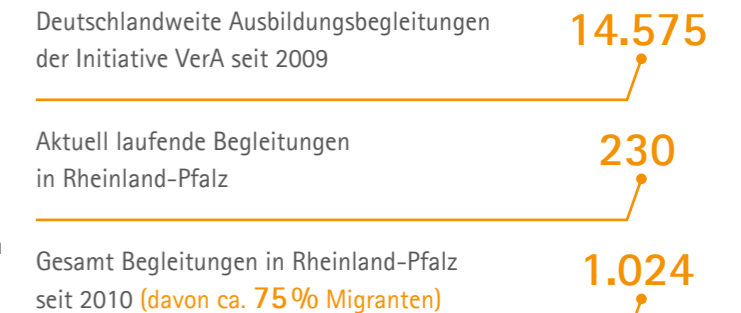 Deutschlandweite Ausbildungsbegleitungen
der Initiative VerA seit 2009
14.575
Aktuell laufende Begleitungen
in Rheinland-Pfalz
230
Gesamt Begleitungen in Rheinland-Pfalz
seit 2010 (davon ca. 75% Migranten)
1.024